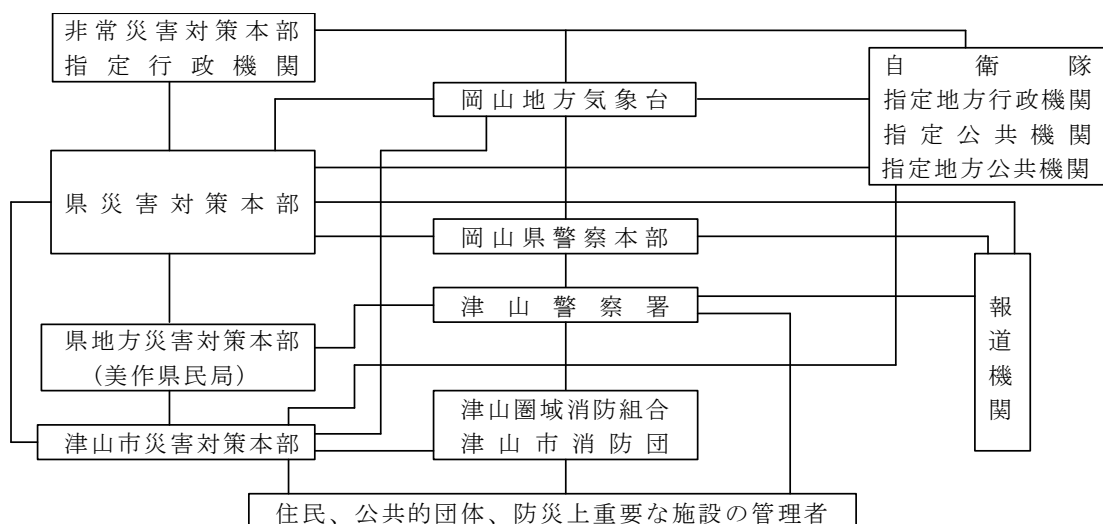 非常災害対策本部
指定行政機関
自衛隊
指定地方行政機関
指定公共機関
指定地方公共機関
岡山地方気象台
県災害対策本部
岡山県警察本部
津山警察署
報道機関
県地方災害対策本部
(美作県民局)
津山圏域消防組合
津山市消防団
津山市災害対策本部
住民、公共的団体、防災上重要な施設の管理者